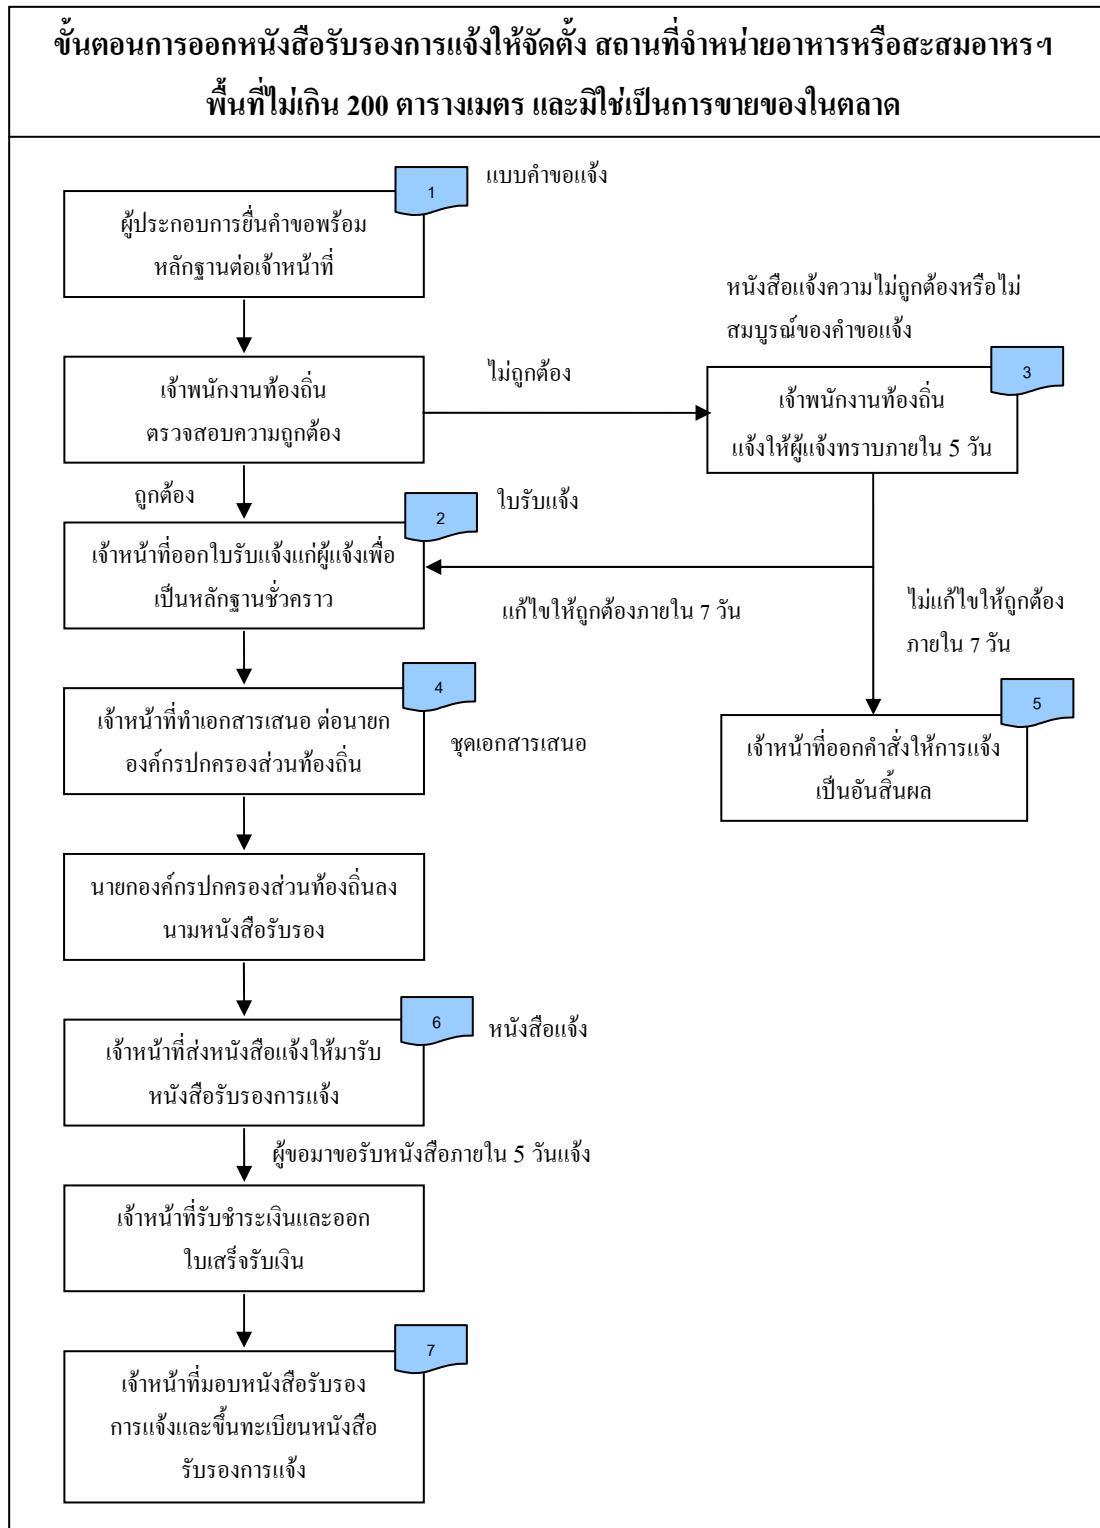 ขั้นตอนการออกหนังสือรับรองการแจ้งให้จัดตั้ง สถานที่จำหน่ายอาหารหรือสะสมอาหรฯ
พื้นที่ไม่เกิน 200 ตารางเมตร และมิใช่เป็นการขายของในตลาด
1
แบบคำขอแจ้ง
ผู้ประกอบการยื่นคำขอพร้อม
หลักฐานต่อเจ้าหน้าที่
หนังสือแจ้งความไม่ถูกต้องหรือไม่
สมบูรณ์ของคำขอแจ้ง
เจ้าพนักงานท้องถิ่น
ตรวจสอบความถูกต้อง
ไม่ถูกต้อง
3
เจ้าพนักงานท้องถิ่น
แจ้งให้ผู้แจ้งทราบภายใน 5 วัน
ถูกต้อง
2
ใบรับแจ้ง
เจ้าหน้าที่ออกใบรับแจ้งแก่ผู้แจ้งเพื่อ
เป็นหลักฐานชั่วคราว
แก้ไขให้ถูกต้องภายใน 7 วัน
ไม่แก้ไขให้ถูกต้อง
ภายใน 7 วัน
4
เจ้าหน้าที่ทำเอกสารเสนอ ต่อนายก
องค์กรปกครองส่วนท้องถิ่น
ชุดเอกสารเสนอ
5
เจ้าหน้าที่ออกคำสั่งให้การแจ้ง
เป็นอันสิ้นผล
นายกองค์กรปกครองส่วนท้องถิ่นลง
นามหนังสือรับรอง
6
หนังสือแจ้ง
เจ้าหน้าที่ส่งหนังสือแจ้งให้มารับ
หนังสือรับรองการแจ้ง
ผู้ขอมาขอรับหนังสือภายใน 5 วันแจ้ง
เจ้าหน้าที่รับชำระเงินและออก
ใบเสร็จรับเงิน
7
เจ้าหน้าที่มอบหนังสือรับรอง
การแจ้งและขึ้นทะเบียนหนังสือ
รับรองการแจ้ง